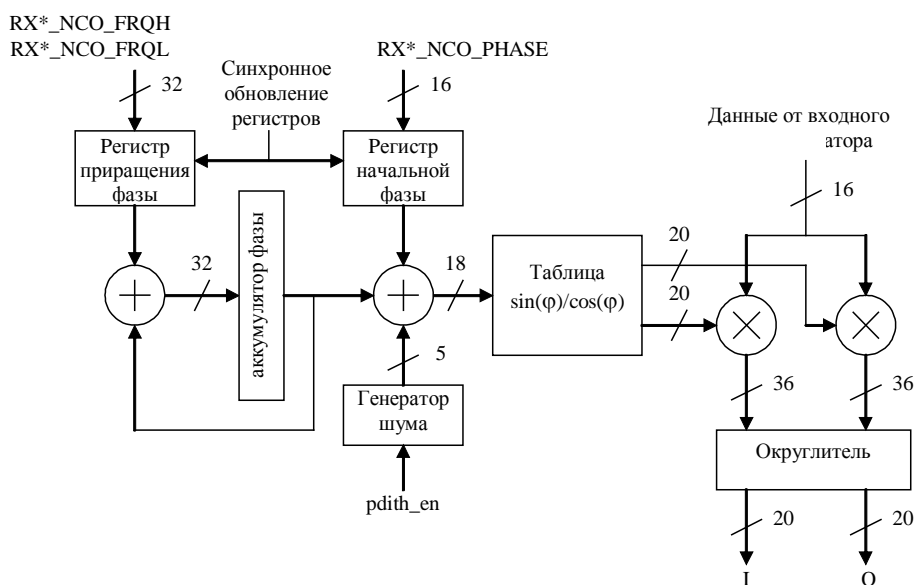 RX*_NCO_FRQH
RX*_NCO_FRQL
RX*_NCO_PHASE
32
Синхронное
обновление
регистров
16
Данные от входного
атора
Регистр
приращения
фазы
Регистр
начальной
фазы
16
32
аккумулятор фазы
18
Таблица
sin(φ)/cos(φ)
20
20
5
Генератор
шума
36
36
Округлитель
pdith_en
20
20
I
Q